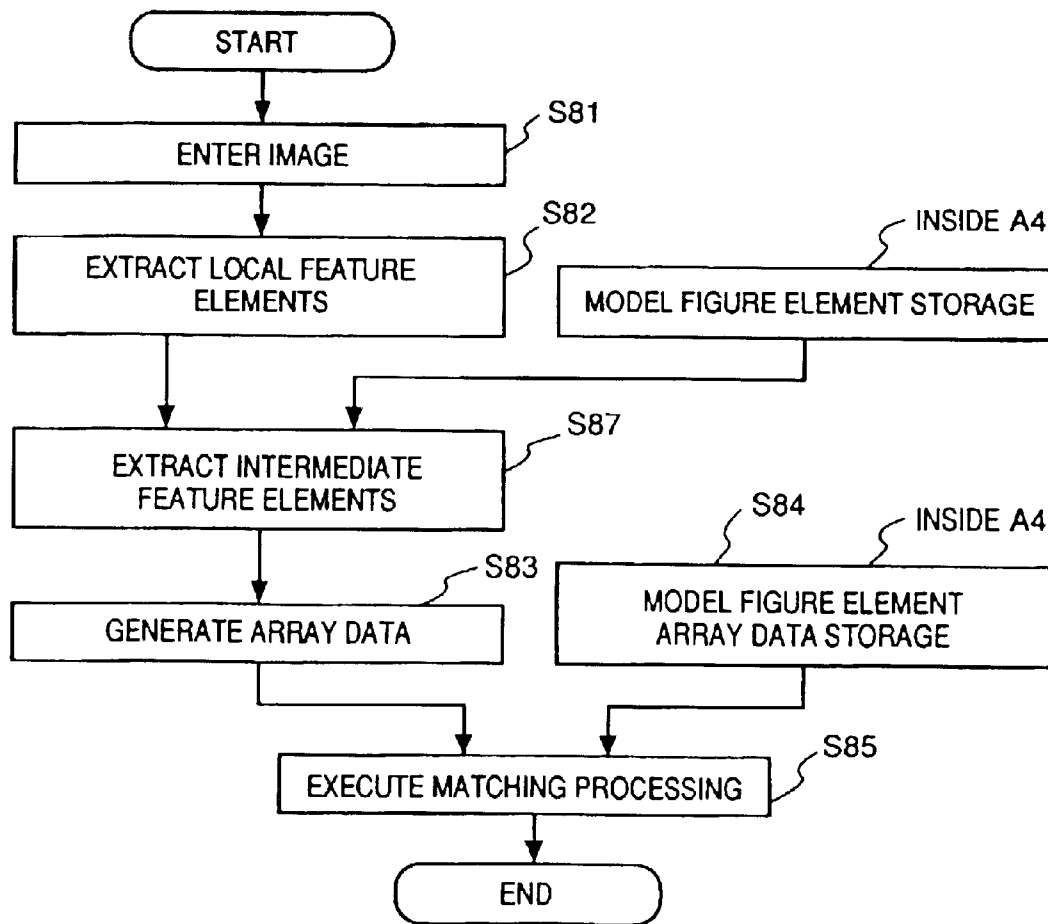 START
S81
ENTER IMAGE
S82
EXTRACT LOCAL FEATURE
ELEMENTS
INSIDE A4
MODEL FIGURE ELEMENT STORAGE
S87
EXTRACT INTERMEDIATE
FEATURE ELEMENTS
S83
GENERATE ARRAY DATA
S84
INSIDE A4
MODEL FIGURE ELEMENT
ARRAY DATA STORAGE
S85
EXECUTE MATCHING PROCESSING
END